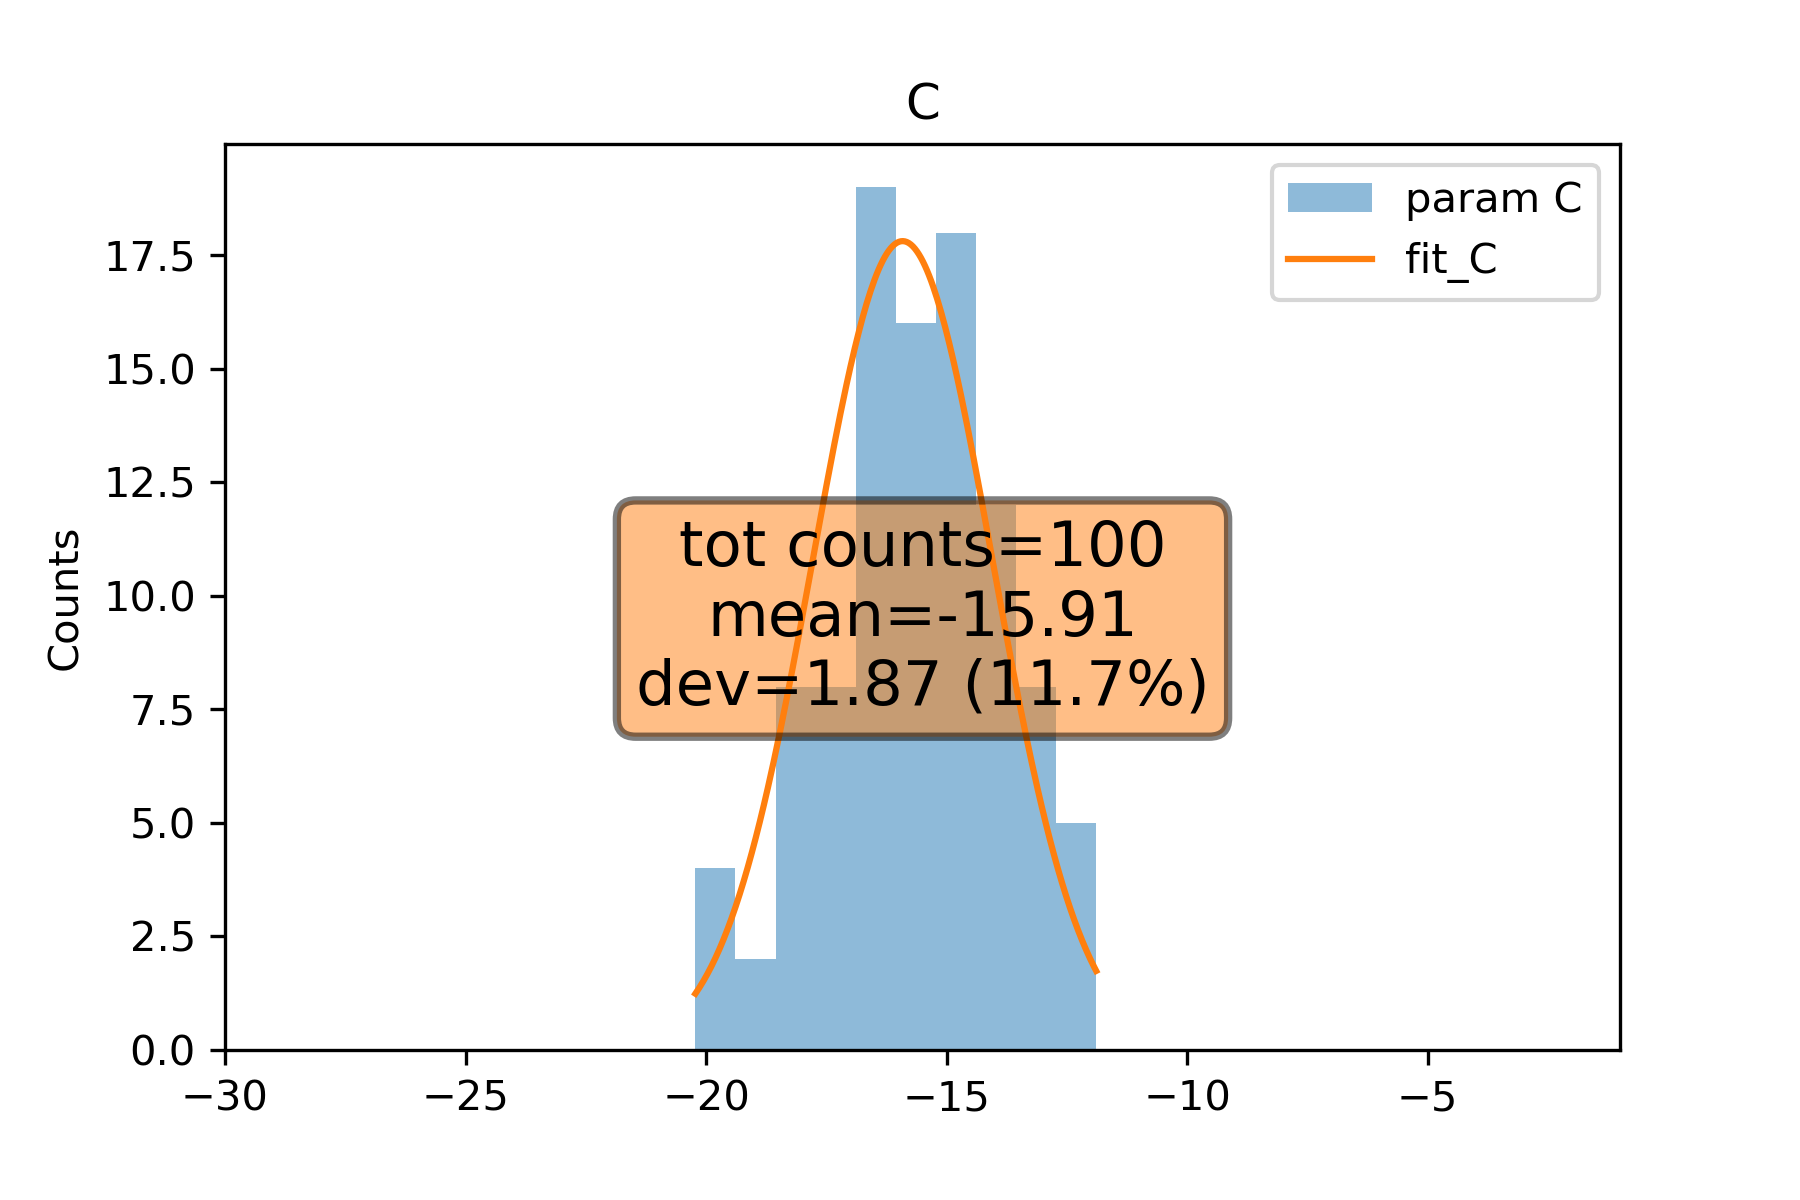 C
param C
fit_C
Counts
17.5
15.0
12.5
10.0
7.5
5.0
2.5
0.0
tot counts=100
mean=-15.91
dev=1.87 (11.7%)
−30 −25 −20 −15 −10 −5